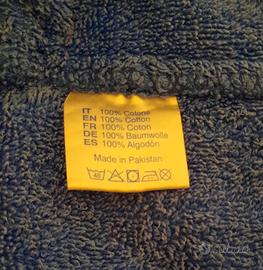 IT 100% Cotone
EN 100% Cotton
FR 100% Coton
DE 100% Baumwolle
ES 100% Algodón
Made in Pakistan